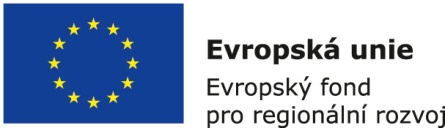 Evropská unie
Evropský fond
pro regionální rozvoj